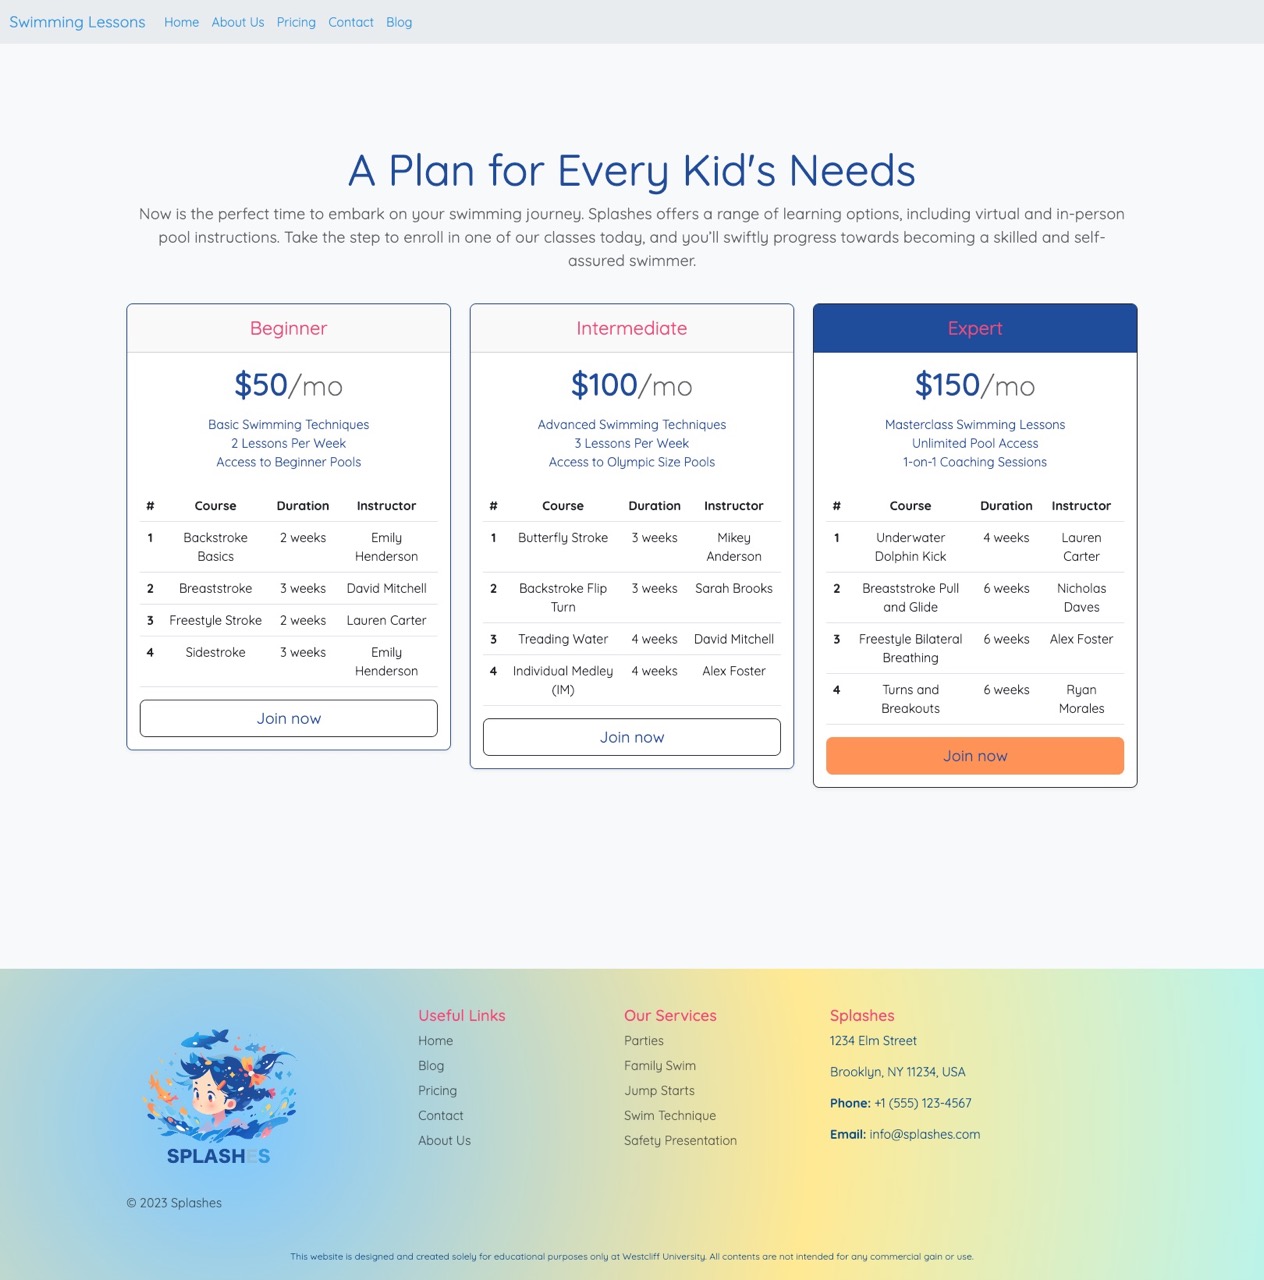 Swimming Lessons Home About Us Pricing Contact Blog
A Plan for Every Kid's Needs
Now is the perfect time to embark on your swimming journey. Splashes offers a range of learning options, including virtual and in-person
pool instructions. Take the step to enroll in one of our classes today, and you'll swiftly progress towards becoming a skilled and self-
assured swimmer.
Beginner
$50/mo
Basic Swimming Techniques
2 Lessons Per Week
Access to Beginner Pools
# Course Duration Instructor
1 Backstroke 2 weeks Emily
Basics Henderson
2 Breaststroke 3 weeks David Mitchell
3 Freestyle Stroke 2 weeks Lauren Carter
4 Sidestroke 3 weeks Emily
Henderson
Join now
Intermediate
$100/mo
Advanced Swimming Techniques
3 Lessons Per Week
Access to Olympic Size Pools
# Course Duration Instructor
1 Butterfly Stroke 3 weeks Mikey
Anderson
2 Backstroke Flip 3 weeks Sarah Brooks
Turn
3 Treading Water 4 weeks David Mitchell
4 Individual Medley 4 weeks Alex Foster
(IM)
Join now
Expert
$150/mo
Masterclass Swimming Lessons
Unlimited Pool Access
1-on-1 Coaching Sessions
# Course Duration Instructor
1 Underwater 4 weeks Lauren
Dolphin Kick Carter
2 Breaststroke Pull 6 weeks Nicholas
and Glide Daves
3 Freestyle Bilateral 6 weeks Alex Foster
Breathing
4 Turns and 6 weeks Ryan
Breakouts Morales
Join now
SPLASHES
© 2023 Splashes
Useful Links
Home
Blog
Pricing
Contact
About Us
Our Services
Parties
Family Swim
Jump Starts
Swim Technique
Safety Presentation
Splashes
1234 Elm Street
Brooklyn, NY 11234, USA
Phone: +1 (555) 123-4567
Email: info@splashes.com
This website is designed and created solely for educational purposes only at Westcliff University. All contents are not intended for any commercial gain or use.